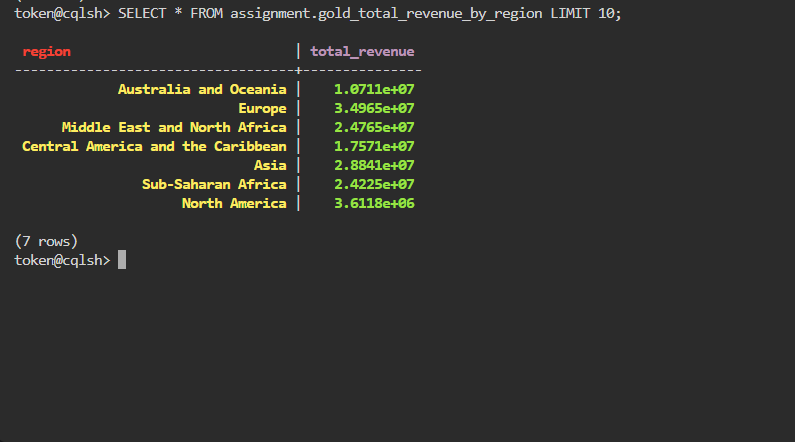 token@cqlsh> SELECT * FROM assignment.gold_total_revenue_by_region LIMIT 10;
region | total_revenue
---------------------------------+---------------
Australia and Oceania | 1.0711e+07
Europe | 3.4965e+07
Middle East and North Africa | 2.4765e+07
Central America and the Caribbean | 1.7571e+07
Asia | 2.8841e+07
Sub-Saharan Africa | 2.4225e+07
North America | 3.6118e+06
(7 rows)
token@cqlsh>